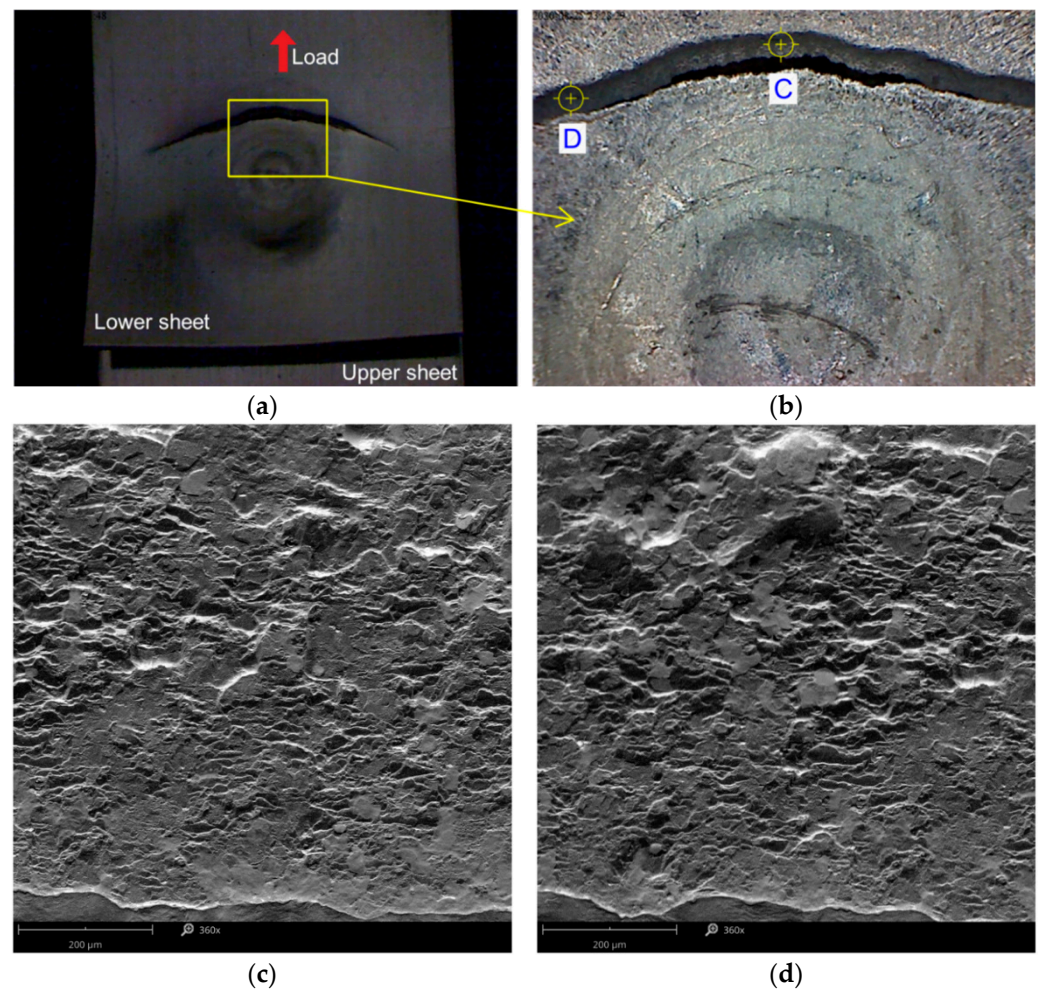 Load
Lower sheet
Upper sheet
(a)
C
D
(b)
200 µm
360x
(c)
200 µm
360x
(d)